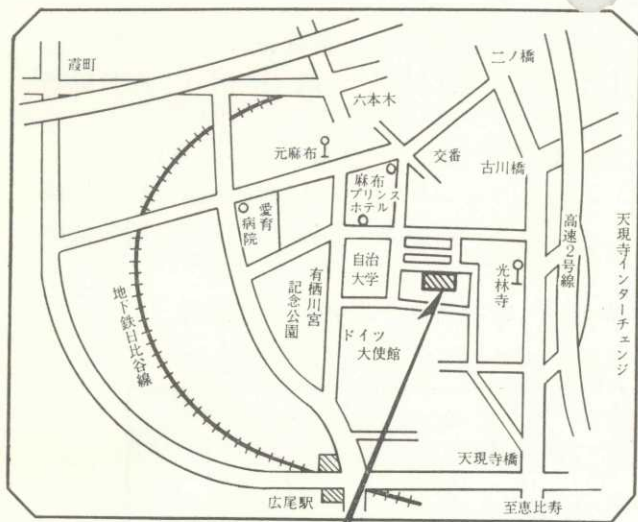 霞町
二ノ橋
六本木
元麻布
交番
麻布
プリンス
ホテル
古川橋
愛育
病院
自治
大学
光林寺
高速2号線
天現寺インターチェンジ
有栖川宮
記念公園
地下鉄日比谷線
ドイツ
大使館
天現寺橋
広尾駅
至恵比寿